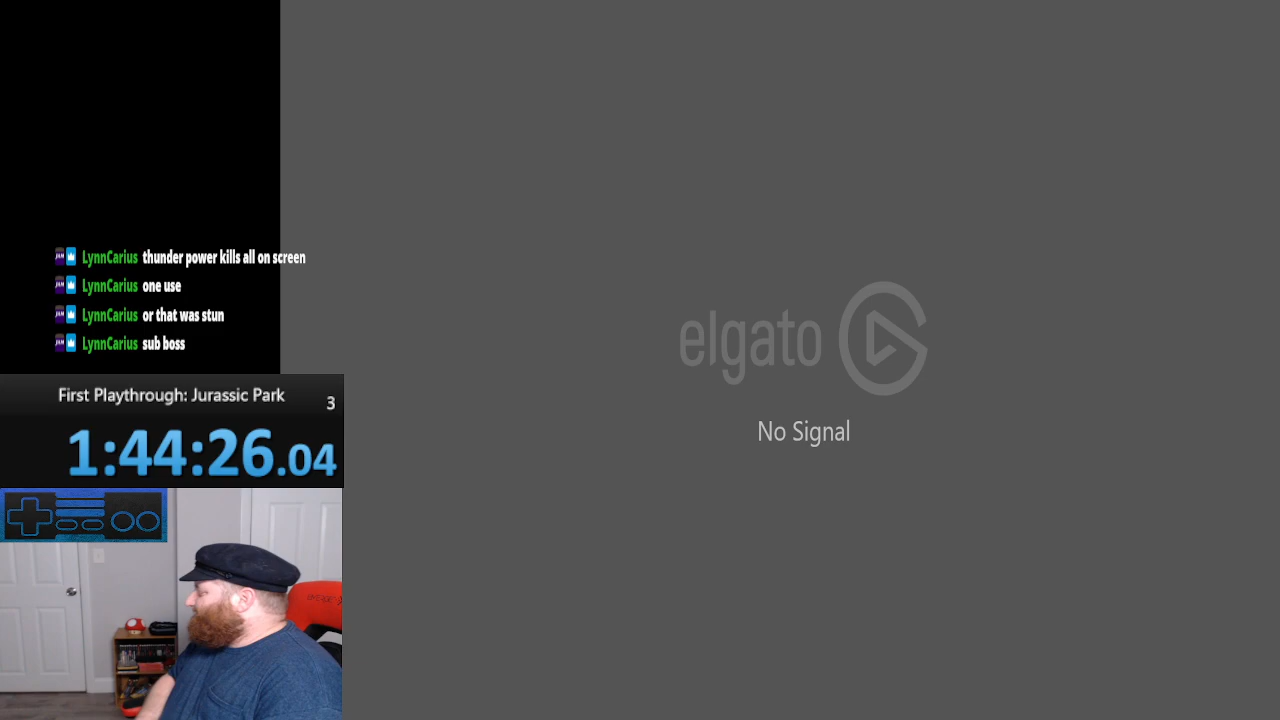 LynnCarius thunder power kills all on screen
LynnCarius one use
LynnCarius or that was stun
LynnCarius sub boss
First Playthrough: Jurassic Park
3
1:44:26.04
elgato
No Signal